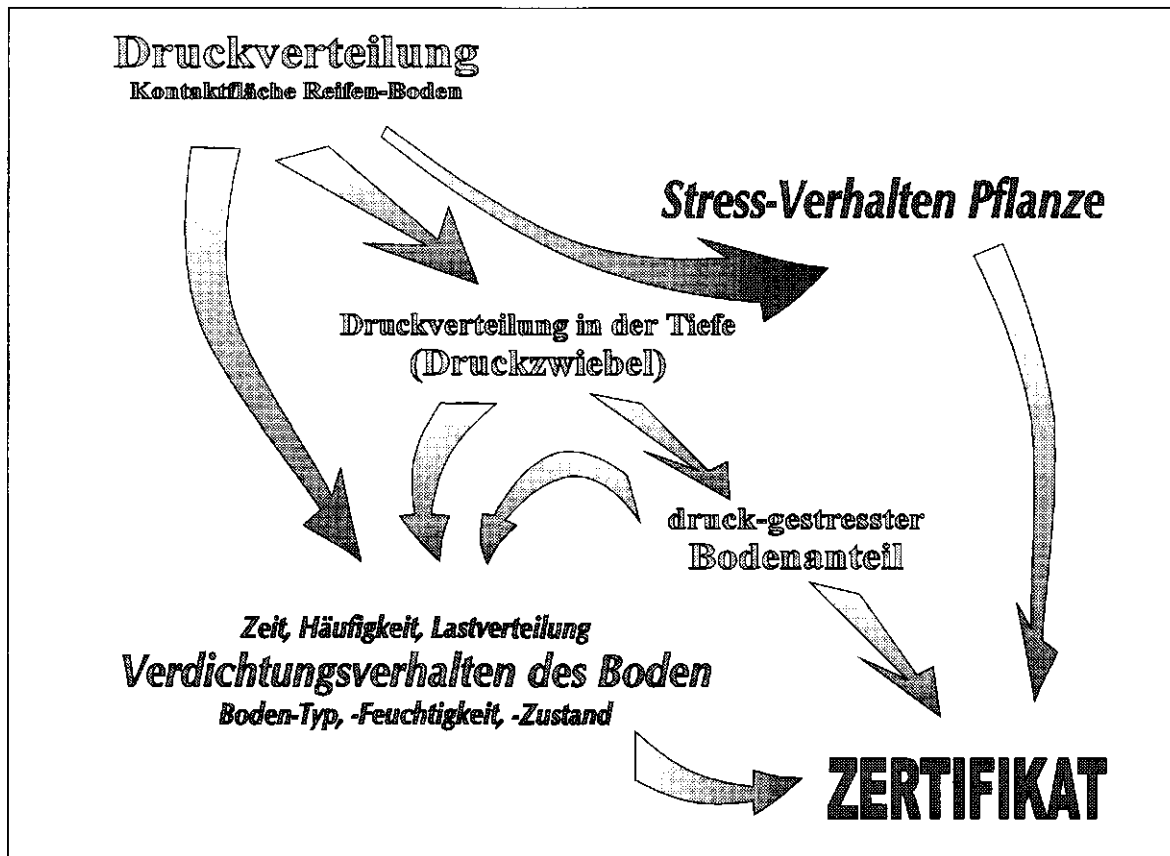 Druckverteilung
Kontaktfläche Reifen-Boden
Stress-Verhalten Pflanze
Druckverteilung in der Tiefe
(Druckzwiebel)
druck-gestresster
Bodenanteil
Zeit, Häufigkeit, Lastverteilung
Verdichtungsverhalten des Boden
Boden-Typ, -Feuchtigkeit, -Zustand
ZERTIFIKAT